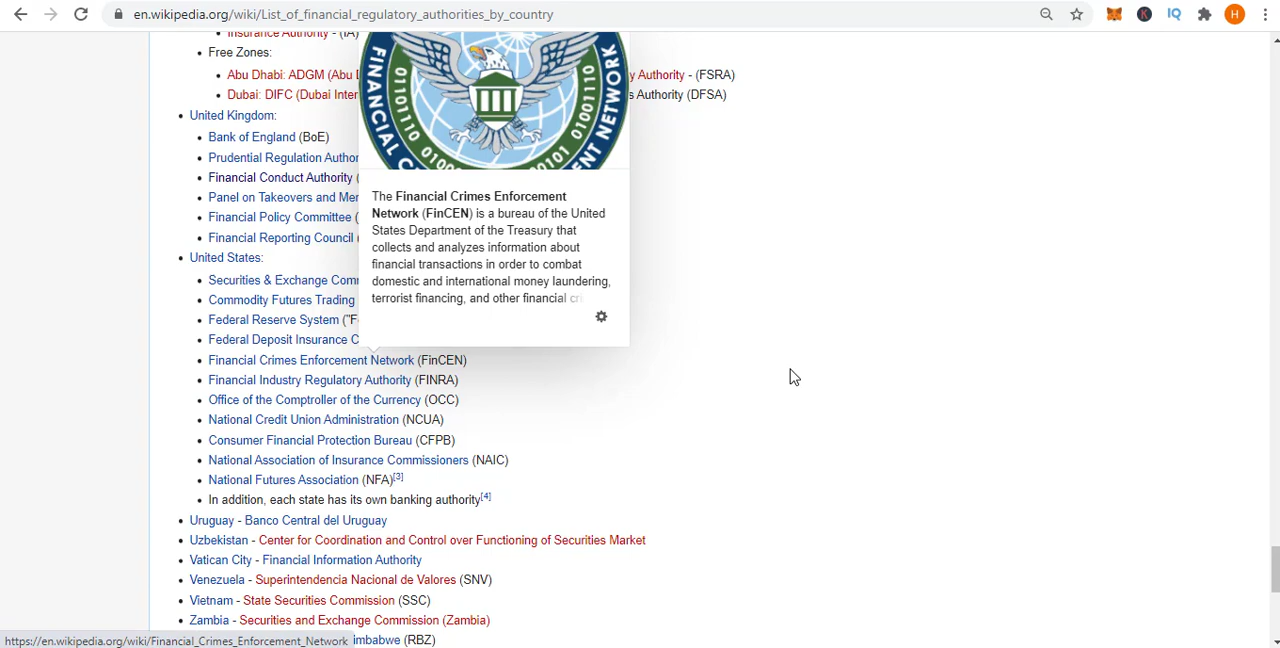 en.wikipedia.org/wiki/List_of_financial_regulatory_authorities_by_country
H
Insurance Authority - (IA)
Free Zones:
Abu Dhabi: ADGM (Abu y Authority - (FSRA)
Dubai: DIFC (Dubai Inter s Authority (DFSA)
United Kingdom:
Bank of England (BoE)
Prudential Regulation Author
Financial Conduct Authority (
Panel on Takeovers and Mer
Financial Policy Committee (
Financial Reporting Council (
United States:
Securities & Exchange Com
Commodity Futures Trading
Federal Reserve System ("F
Federal Deposit Insurance C
Financial Crimes Enforcement Network (FinCEN)
Financial Industry Regulatory Authority (FINRA)
Office of the Comptroller of the Currency (OCC)
National Credit Union Administration (NCUA)
Consumer Financial Protection Bureau (CFPB)
National Association of Insurance Commissioners (NAIC)
National Futures Association (NFA)[3]
In addition, each state has its own banking authority[4]
Uruguay - Banco Central del Uruguay
Uzbekistan - Center for Coordination and Control over Functioning of Securities Market
Vatican City - Financial Information Authority
Venezuela - Superintendencia Nacional de Valores (SNV)
Vietnam - State Securities Commission (SSC)
Zambia - Securities and Exchange Commission (Zambia)
imbabwe (RBZ)
FINANCIAL C ENT NETWORK
01101110 01001110
The Financial Crimes Enforcement
Network (FinCEN) is a bureau of the United
States Department of the Treasury that
collects and analyzes information about
financial transactions in order to combat
domestic and international money laundering,
terrorist financing, and other financial cri
https://en.wikipedia.org/wiki/Financial_Crimes_Enforcement_Network